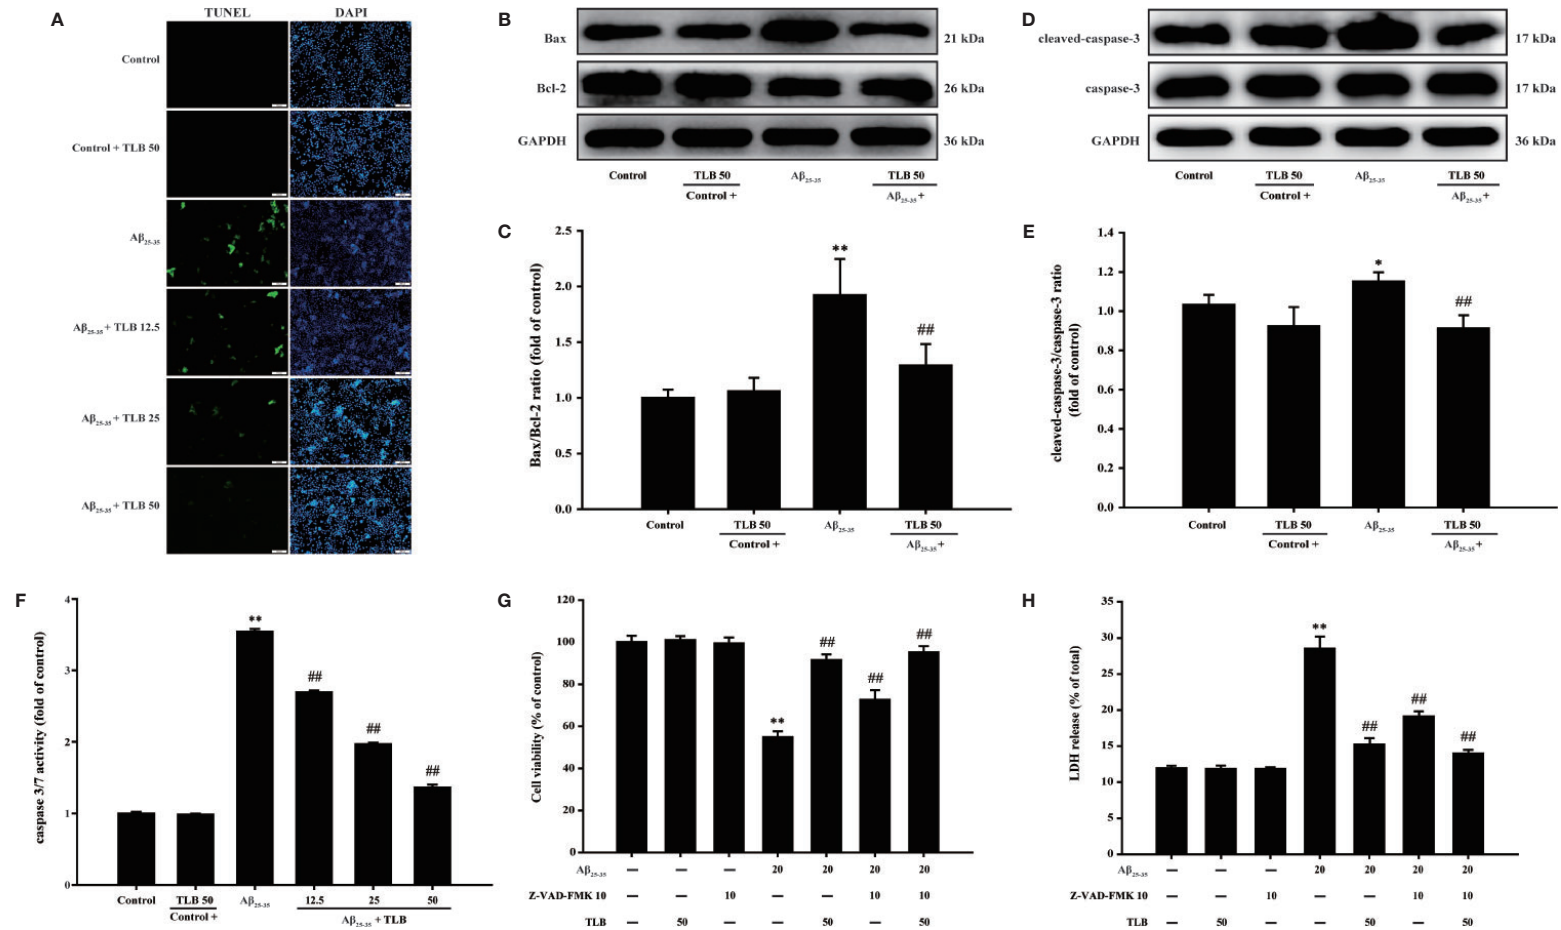 A
TUNEL DAPI
Control
Control + TLB 50
Aβ25-35
Aβ25-35 + TLB 12.5
Aβ25-35 + TLB 25
Aβ25-35 + TLB 50
B
Bax 21 kDa
Bcl-2 26 kDa
GAPDH 36 kDa
Control TLB 50 Aβ25-35 TLB 50
Control + Aβ25-35 +
D
cleaved-caspase-3 17 kDa
caspase-3 17 kDa
GAPDH 36 kDa
Control TLB 50 Aβ25-35 TLB 50
Control + Aβ25-35 +
C
Bax/Bcl-2 ratio (fold of control)
2.5
2.0
1.5
1.0
0.5
0.0
**
##
Control TLB 50 Aβ25-35 TLB 50
Control + Aβ25-35 +
E
cleaved-caspase-3/caspase-3 ratio
(fold of control)
1.4
1.2
1.0
0.8
0.6
0.4
0.2
0.0
*
##
Control TLB 50 Aβ25-35 TLB 50
Control + Aβ25-35 +
F
caspase 3/7 activity (fold of control)
4
3
2
1
0
**
##
##
##
Control TLB 50 Aβ25-35 12.5 25 50
Control + Aβ25-35 + TLB
G
Cell viability (% of control)
120
100
80
60
40
20
0
**
##
##
##
Aβ25-35 — — — 20 20 20 20
Z-VAD-FMK 10 — — 10 — — 10 10
TLB — 50 — — 50 — 50
H
LDH release (% of total)
35
30
25
20
15
10
5
0
**
##
##
##
Aβ25-35 — — — 20 20 20 20
Z-VAD-FMK 10 — — 10 — — 10 10
TLB — 50 — — 50 — 50